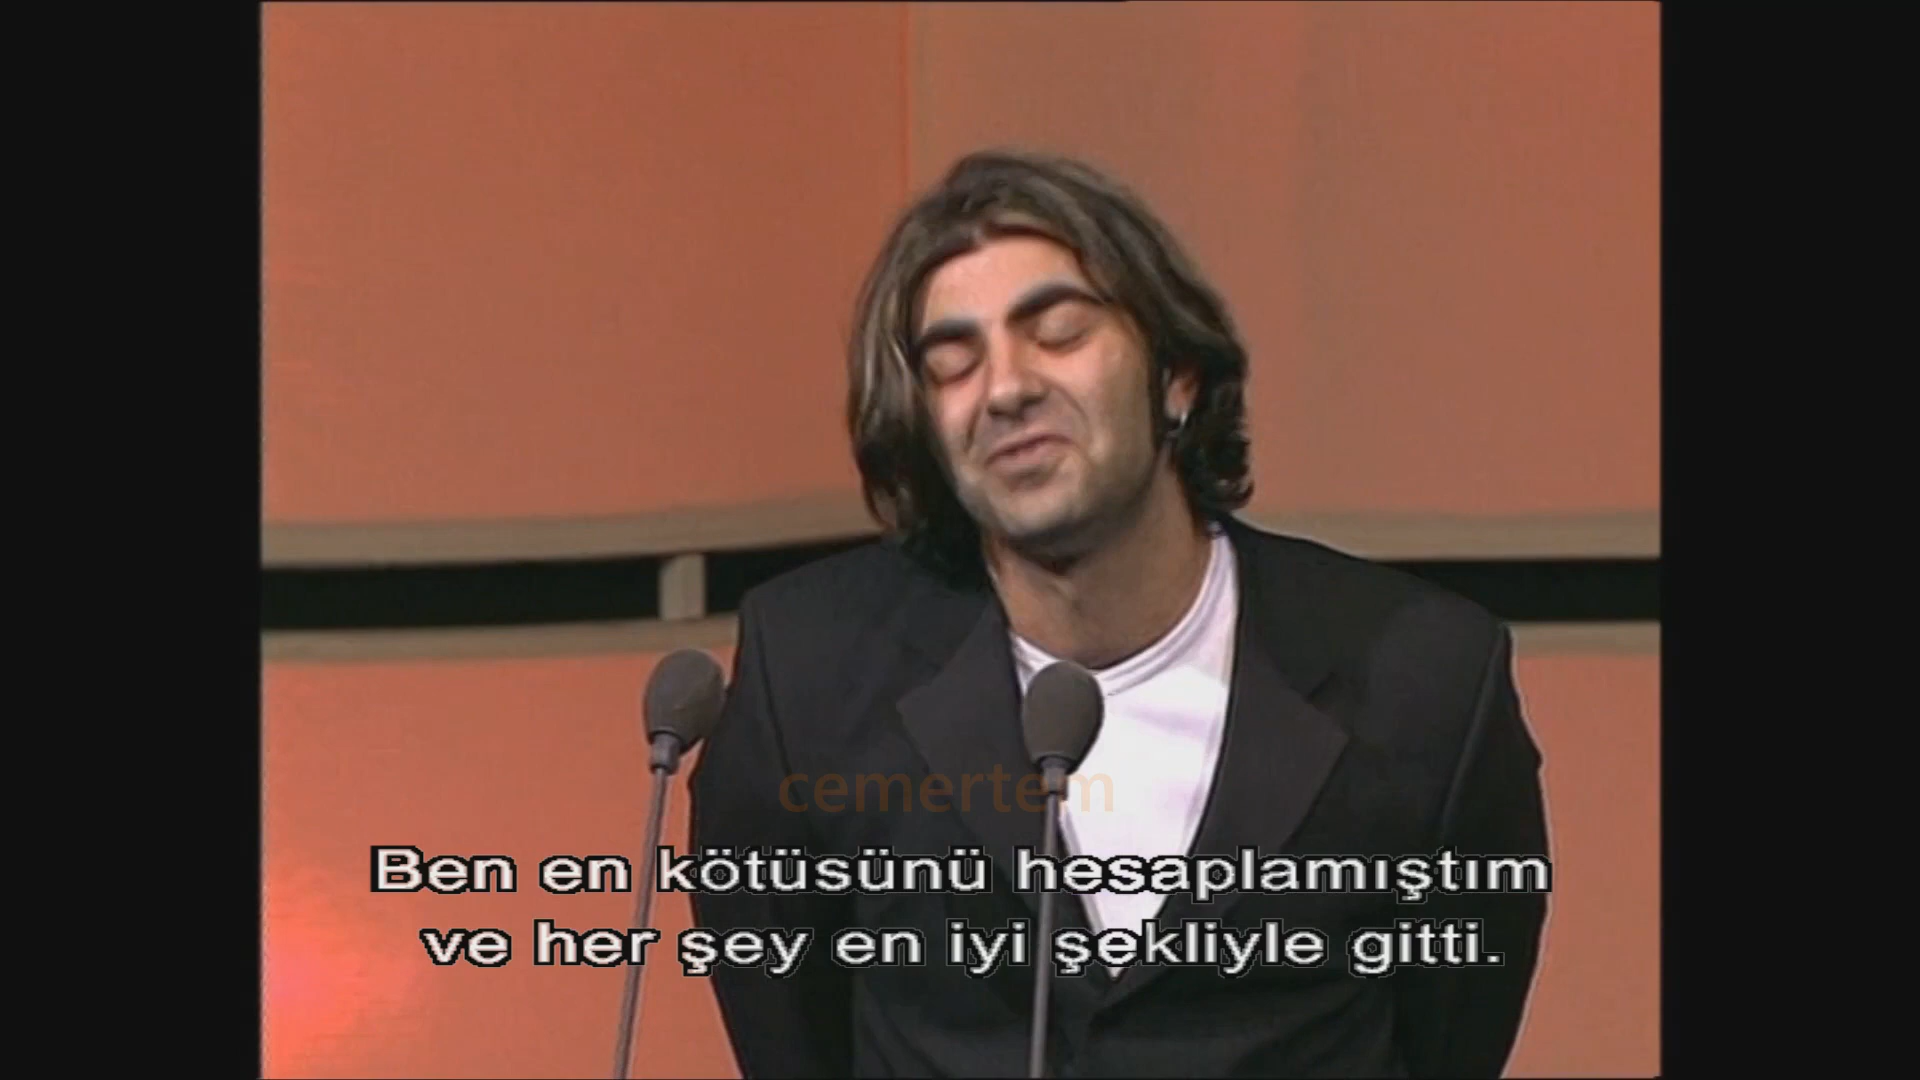 cemertem
Ben en kötüsünü hesaplamıştım
ve her şey en iyi şekliyle gitti.